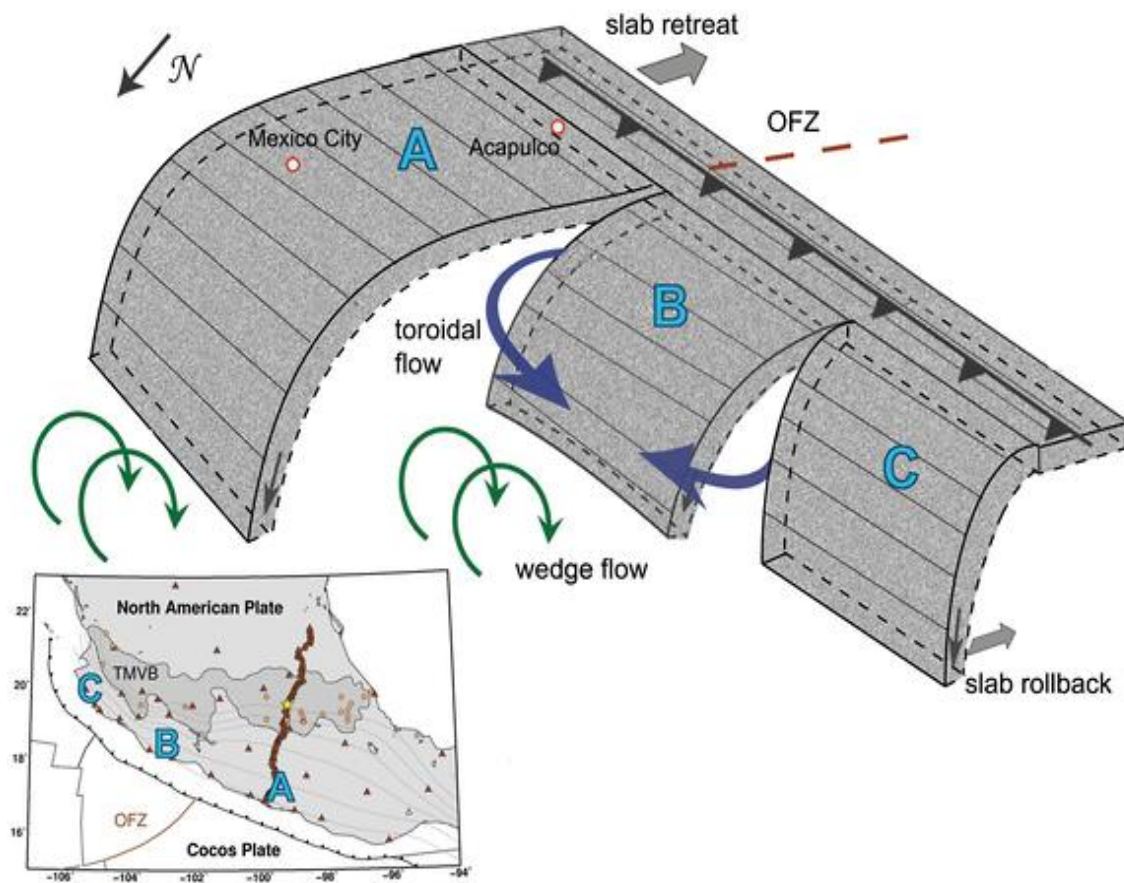 slab retreat
N
OFZ
Mexico City
A
Acapulco
B
toroidal
flow
C
wedge flow
slab rollback
North American Plate
22°
TMVB
20°
C
B
18°
A
OFZ
16°
Cocos Plate
-106° -104° -102° -100° -98° -96° -94°